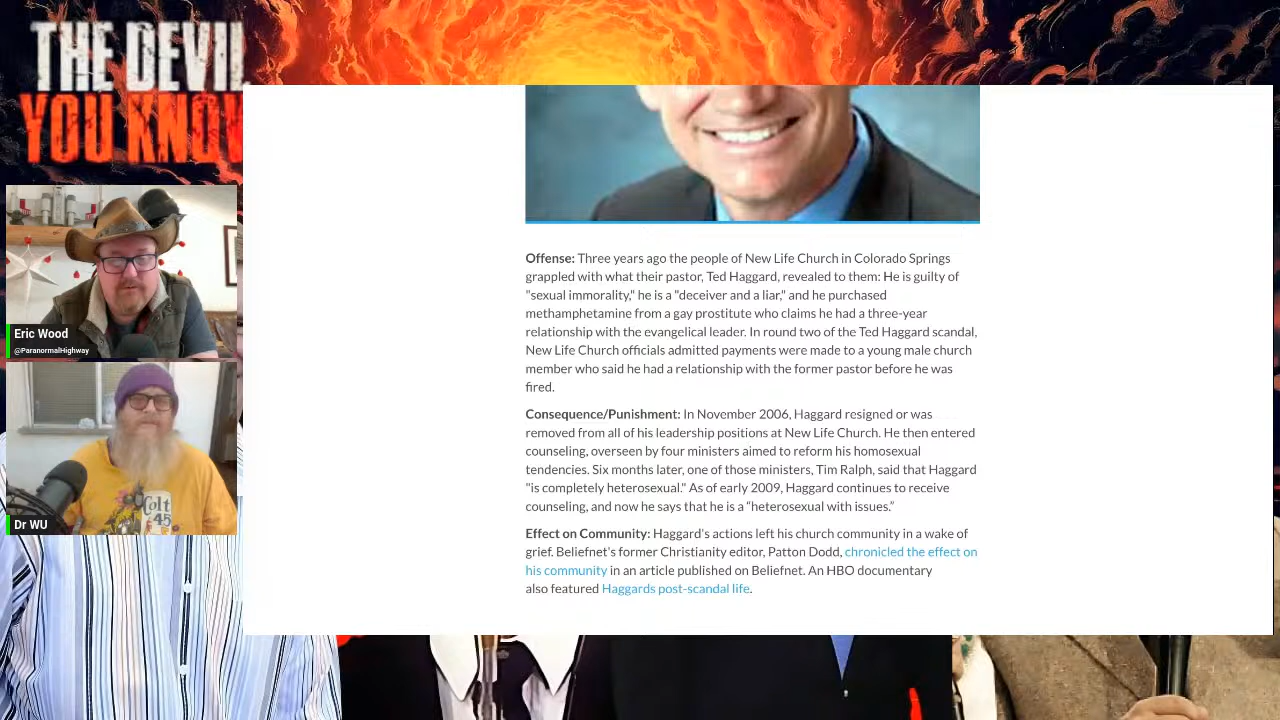 THE DEVIL
YOU KNOW
Eric Wood
@ParanormalHighway
Colt
45
Dr WU
Offense: Three years ago the people of New Life Church in Colorado Springs
grappled with what their pastor, Ted Haggard, revealed to them: He is guilty of
"sexual immorality," he is a "deceiver and a liar," and he purchased
methamphetamine from a gay prostitute who claims he had a three-year
relationship with the evangelical leader. In round two of the Ted Haggard scandal,
New Life Church officials admitted payments were made to a young male church
member who said he had a relationship with the former pastor before he was
fired.
Consequence/Punishment: In November 2006, Haggard resigned or was
removed from all of his leadership positions at New Life Church. He then entered
counseling, overseen by four ministers aimed to reform his homosexual
tendencies. Six months later, one of those ministers, Tim Ralph, said that Haggard
"is completely heterosexual." As of early 2009, Haggard continues to receive
counseling, and now he says that he is a “heterosexual with issues.”
Effect on Community: Haggard's actions left his church community in a wake of
grief. Beliefnet's former Christianity editor, Patton Dodd, chronicled the effect on
his community in an article published on Beliefnet. An HBO documentary
also featured Haggards post-scandal life.